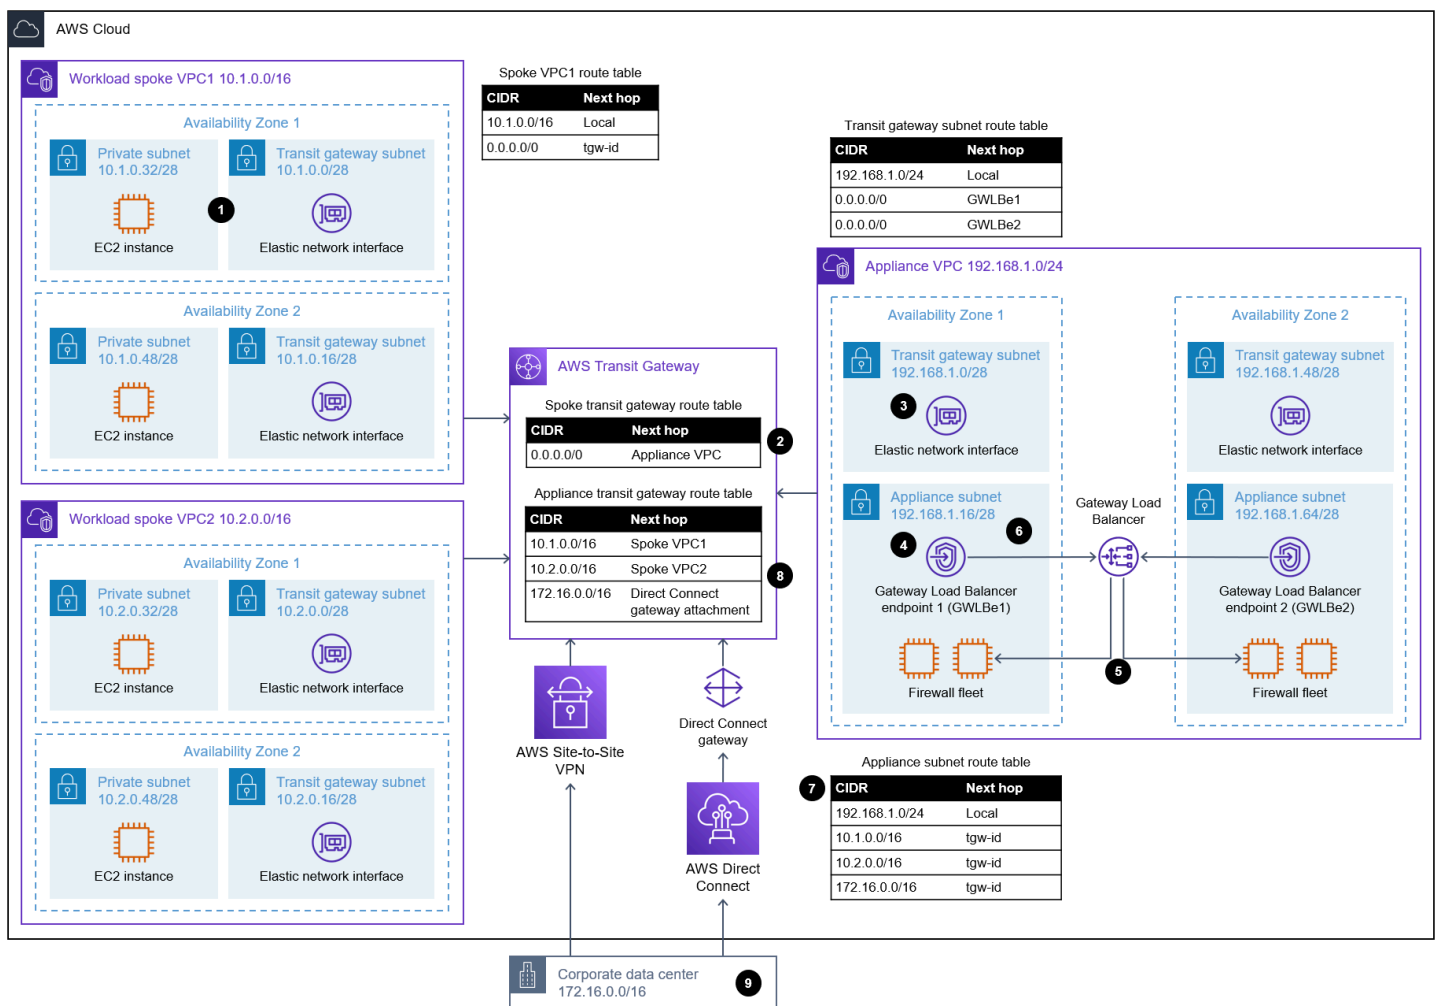 AWS Cloud
Workload spoke VPC1 10.1.0.0/16
Availability Zone 1
Private subnet
10.1.0.32/28
EC2 instance
1
Transit gateway subnet
10.1.0.0/28
Elastic network interface
Availability Zone 2
Private subnet
10.1.0.48/28
EC2 instance
Transit gateway subnet
10.1.0.16/28
Elastic network interface
Workload spoke VPC2 10.2.0.0/16
Availability Zone 1
Private subnet
10.2.0.32/28
EC2 instance
Transit gateway subnet
10.2.0.0/28
Elastic network interface
Availability Zone 2
Private subnet
10.2.0.48/28
EC2 instance
Transit gateway subnet
10.2.0.16/28
Elastic network interface
Spoke VPC1 route table
CIDR Next hop
10.1.0.0/16 Local
0.0.0.0/0 tgw-id
AWS Transit Gateway
Spoke transit gateway route table
CIDR Next hop
0.0.0.0/0 Appliance VPC
2
Appliance transit gateway route table
CIDR Next hop
10.1.0.0/16 Spoke VPC1
10.2.0.0/16 Spoke VPC2
172.16.0.0/16 Direct Connect
gateway attachment
8
AWS Site-to-Site
VPN
Direct Connect
gateway
AWS Direct
Connect
Corporate data center
172.16.0.0/16
9
Transit gateway subnet route table
CIDR Next hop
192.168.1.0/24 Local
0.0.0.0/0 GWLBe1
0.0.0.0/0 GWLBe2
Appliance VPC 192.168.1.0/24
Availability Zone 1
Transit gateway subnet
192.168.1.0/28
3
Elastic network interface
Appliance subnet
192.168.1.16/28
4
6
Gateway Load Balancer
endpoint 1 (GWLBe1)
Firewall fleet
Gateway Load
Balancer
5
Availability Zone 2
Transit gateway subnet
192.168.1.48/28
Elastic network interface
Appliance subnet
192.168.1.64/28
Gateway Load Balancer
endpoint 2 (GWLBe2)
Firewall fleet
Appliance subnet route table
7
CIDR Next hop
192.168.1.0/24 Local
10.1.0.0/16 tgw-id
10.2.0.0/16 tgw-id
172.16.0.0/16 tgw-id